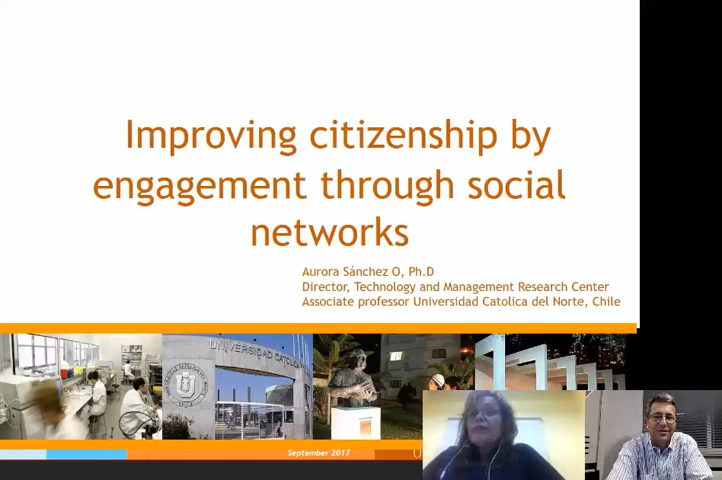 Improving citizenship by
engagement through social
networks
Aurora Sánchez O, Ph.D
Director, Technology and Management Research Center
Associate professor Universidad Catolica del Norte, Chile
UNIVERSIDAD CATOLICA
September 2017
U